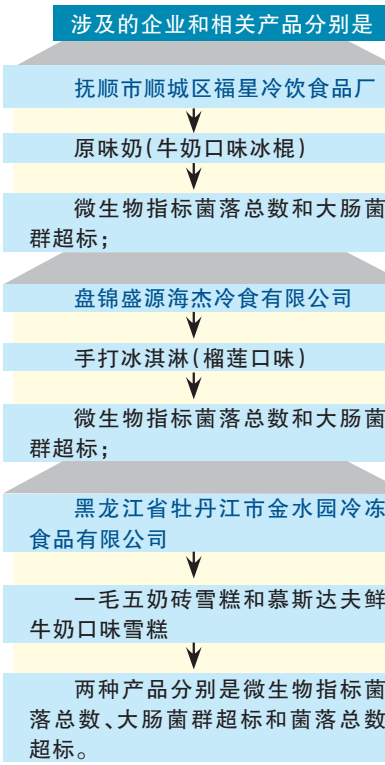 涉及的企业和相关产品分别是
抚顺市顺城区福星冷饮食品厂
原味奶(牛奶口味冰棍)
微生物指标菌落总数和大肠菌
群超标;
盘锦盛源海杰冷食有限公司
手打冰淇淋(榴莲口味)
微生物指标菌落总数和大肠菌
群超标;
黑龙江省牡丹江市金水园冷冻
食品有限公司
一毛五奶砖雪糕和慕斯达夫鲜
牛奶口味雪糕
两种产品分别是微生物指标菌
落总数、大肠菌群超标和菌落总数
超标。